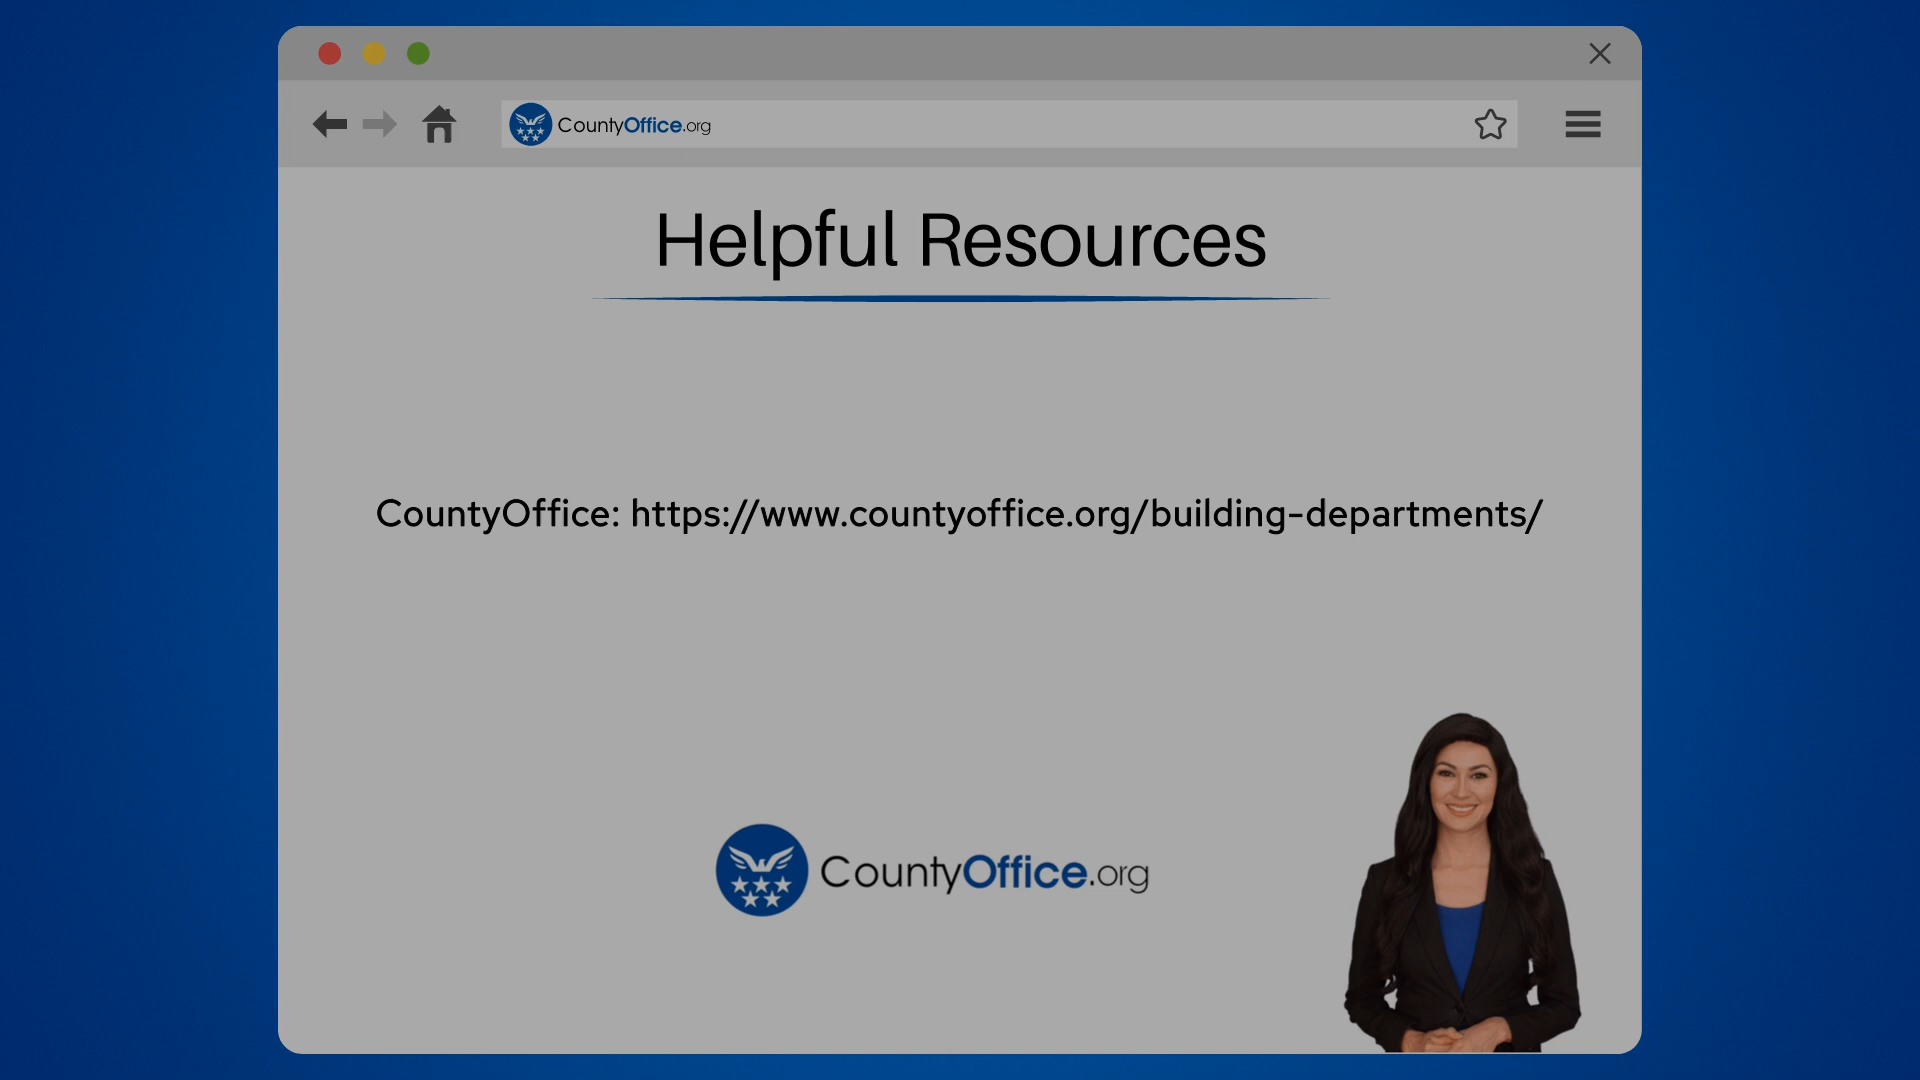 CountyOffice.org
Helpful Resources
CountyOffice: https://www.countyoffice.org/building-departments/
CountyOffice.org